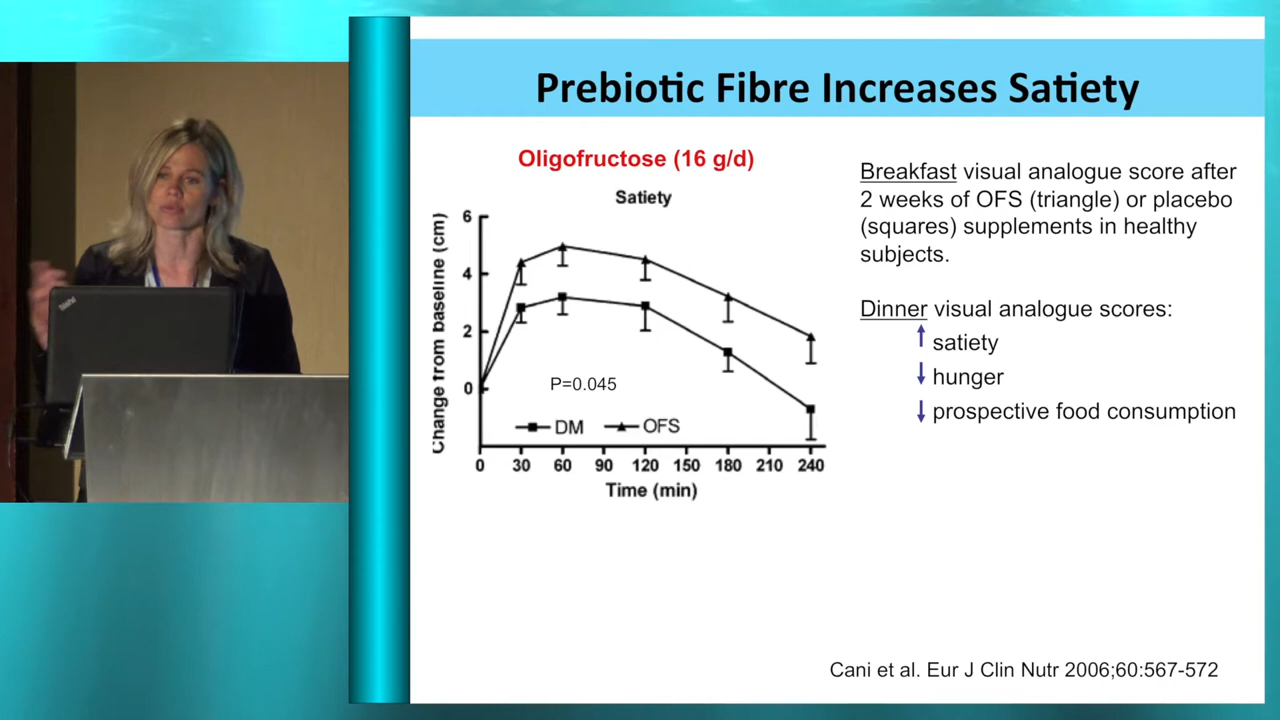 Prebiotic Fibre Increases Satiety
Oligofructose (16 g/d)
Satiety
Change from baseline (cm)
6
4
2
0
P=0.045
DM
OFS
0 30 60 90 120 150 180 210 240
Time (min)
Breakfast visual analogue score after
2 weeks of OFS (triangle) or placebo
(squares) supplements in healthy
subjects.
Dinner visual analogue scores:
↑ satiety
↓ hunger
↓ prospective food consumption
Cani et al. Eur J Clin Nutr 2006;60:567-572
ThinkPad